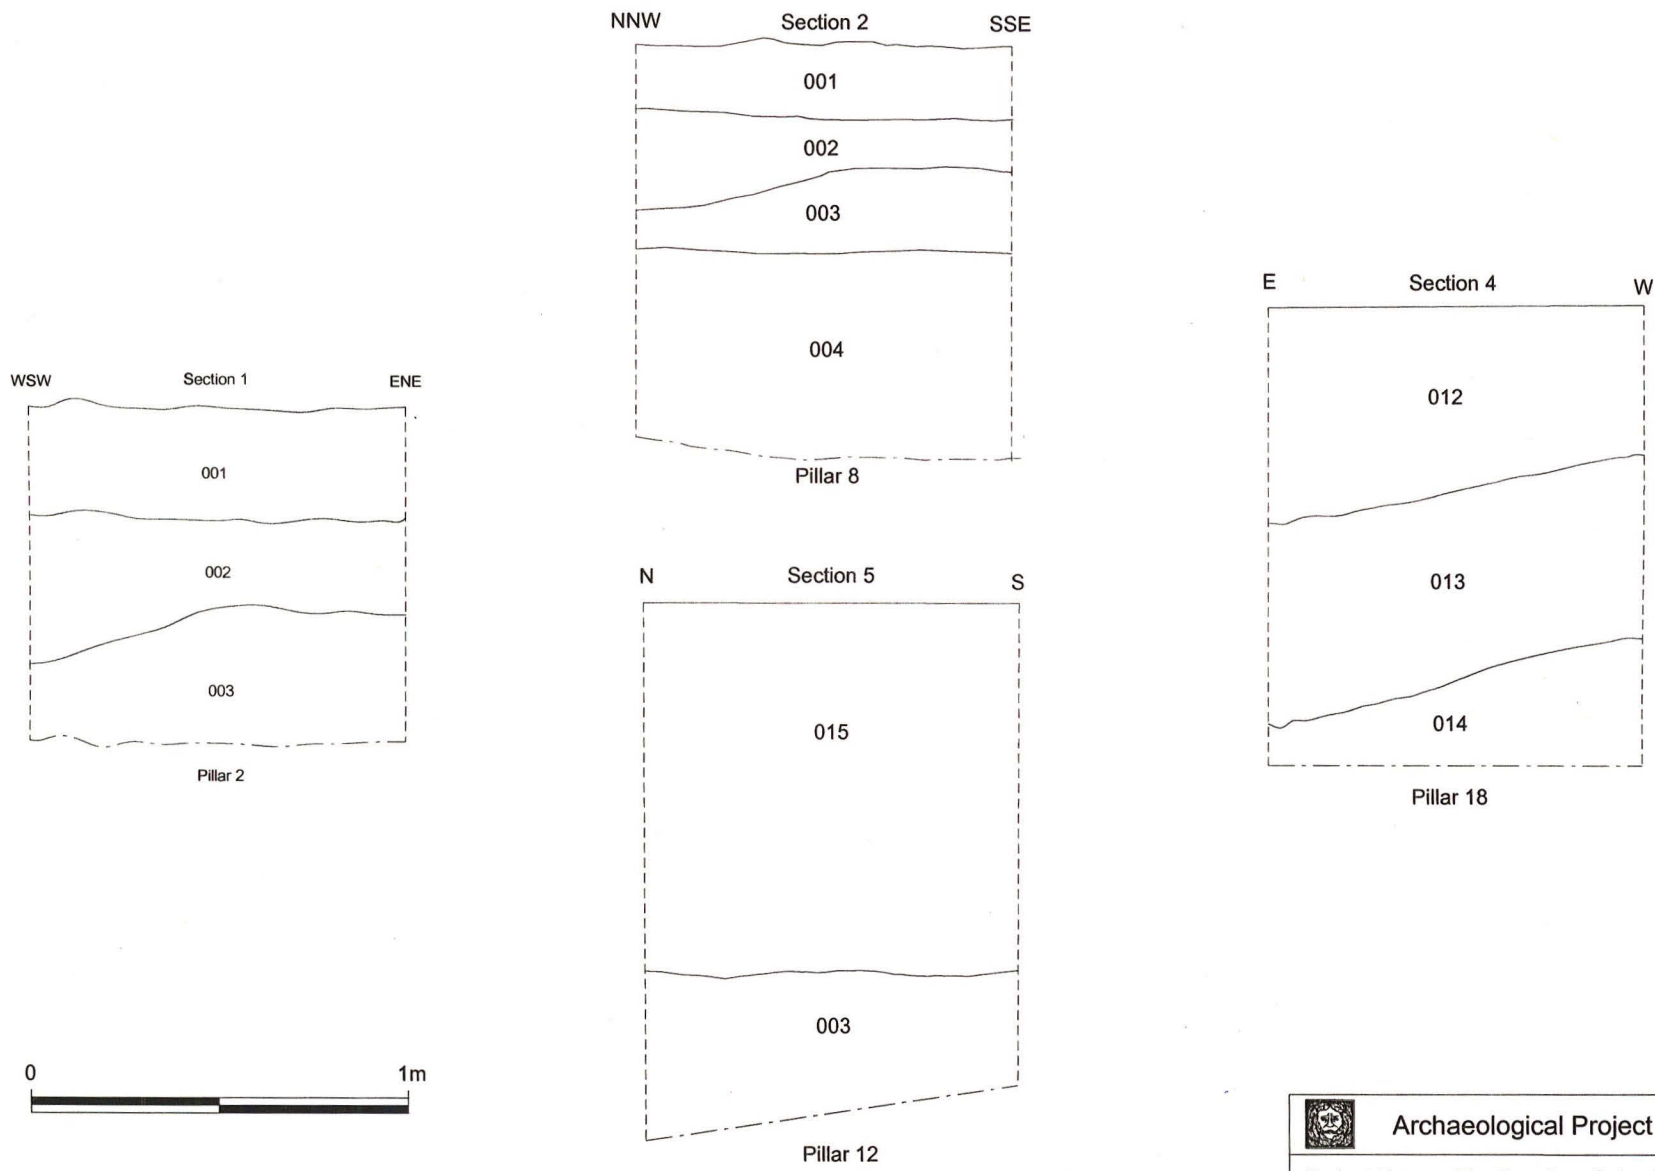 NNW Section 2 SSE
001
002
003
004
Pillar 8
WSW Section 1 ENE
001
002
003
Pillar 2
E Section 4 W
012
013
014
Pillar 18
N Section 5 S
015
003
Pillar 12
0 1m
Archaeological Project